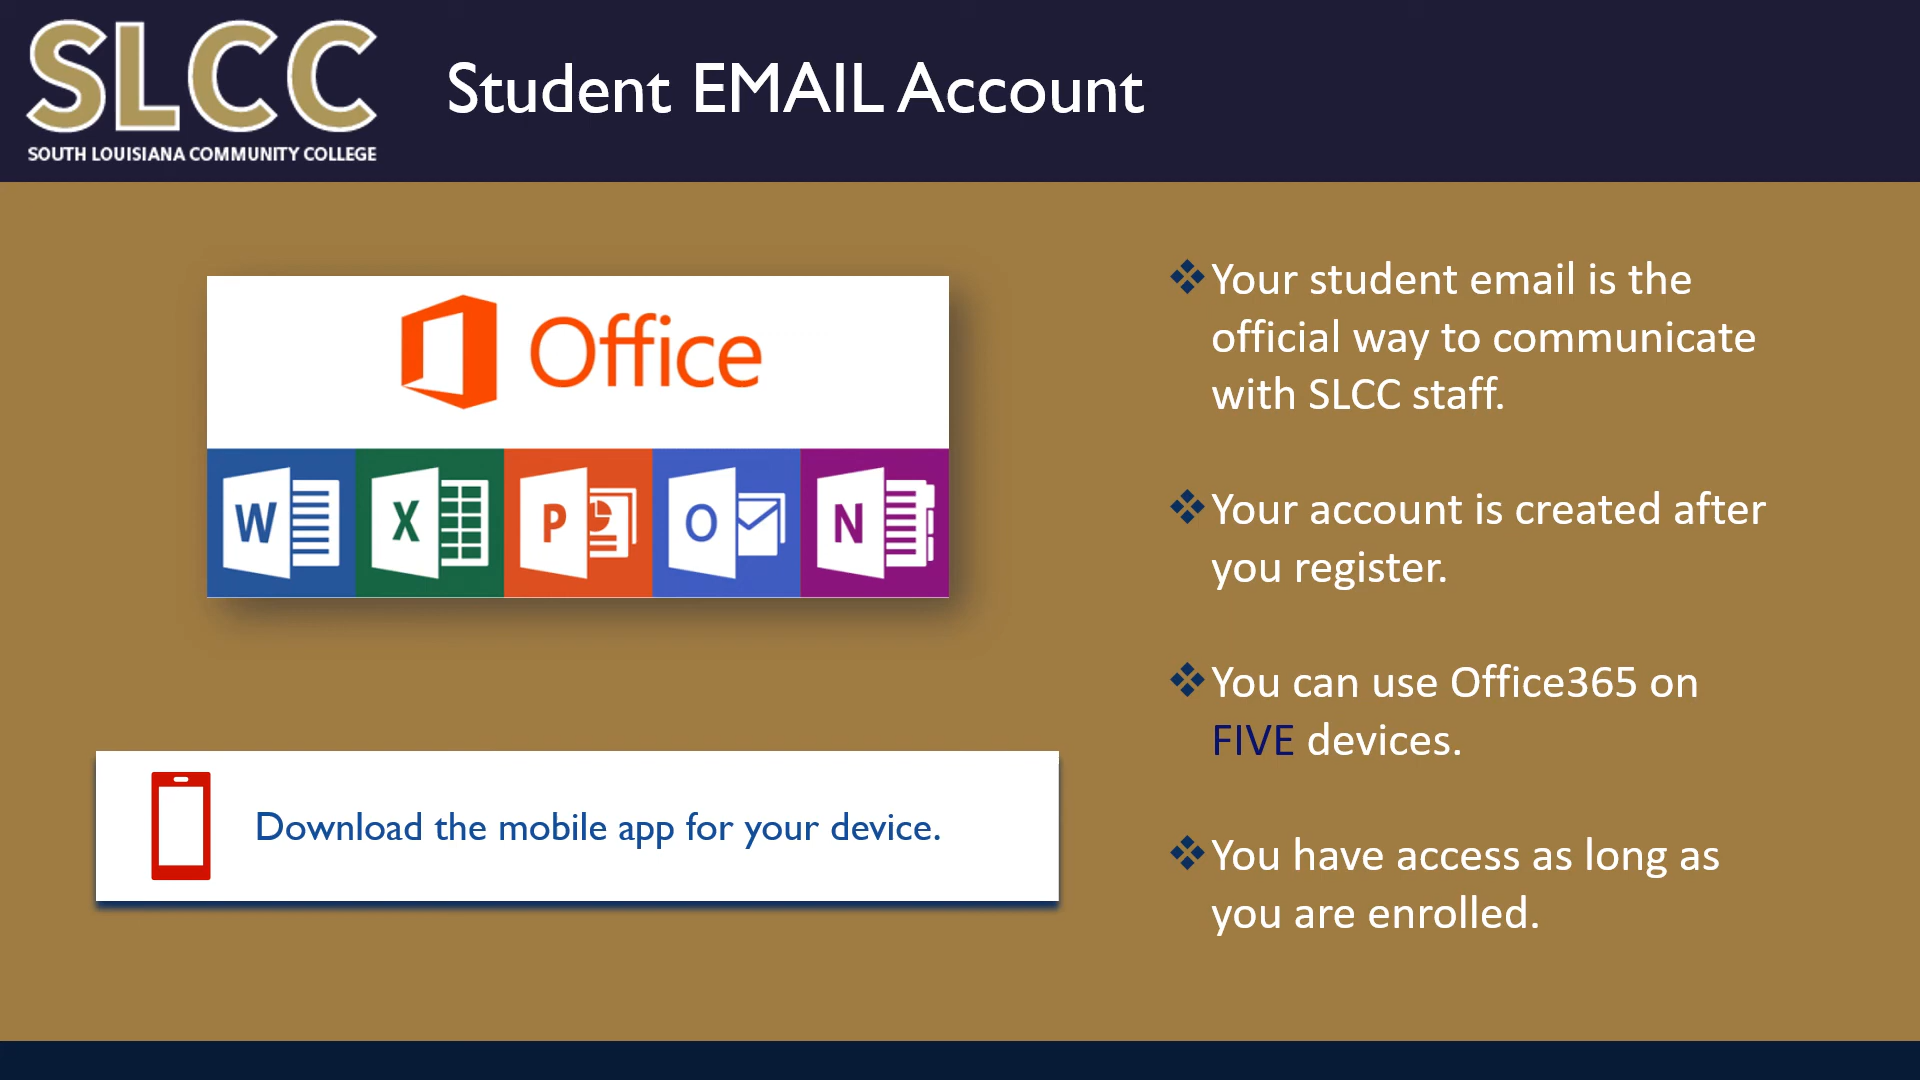 SLCC
SOUTH LOUISIANA COMMUNITY COLLEGE
Student EMAIL Account
Office
W X P O N
Download the mobile app for your device.
Your student email is the
official way to communicate
with SLCC staff.
Your account is created after
you register.
You can use Office365 on
FIVE devices.
You have access as long as
you are enrolled.